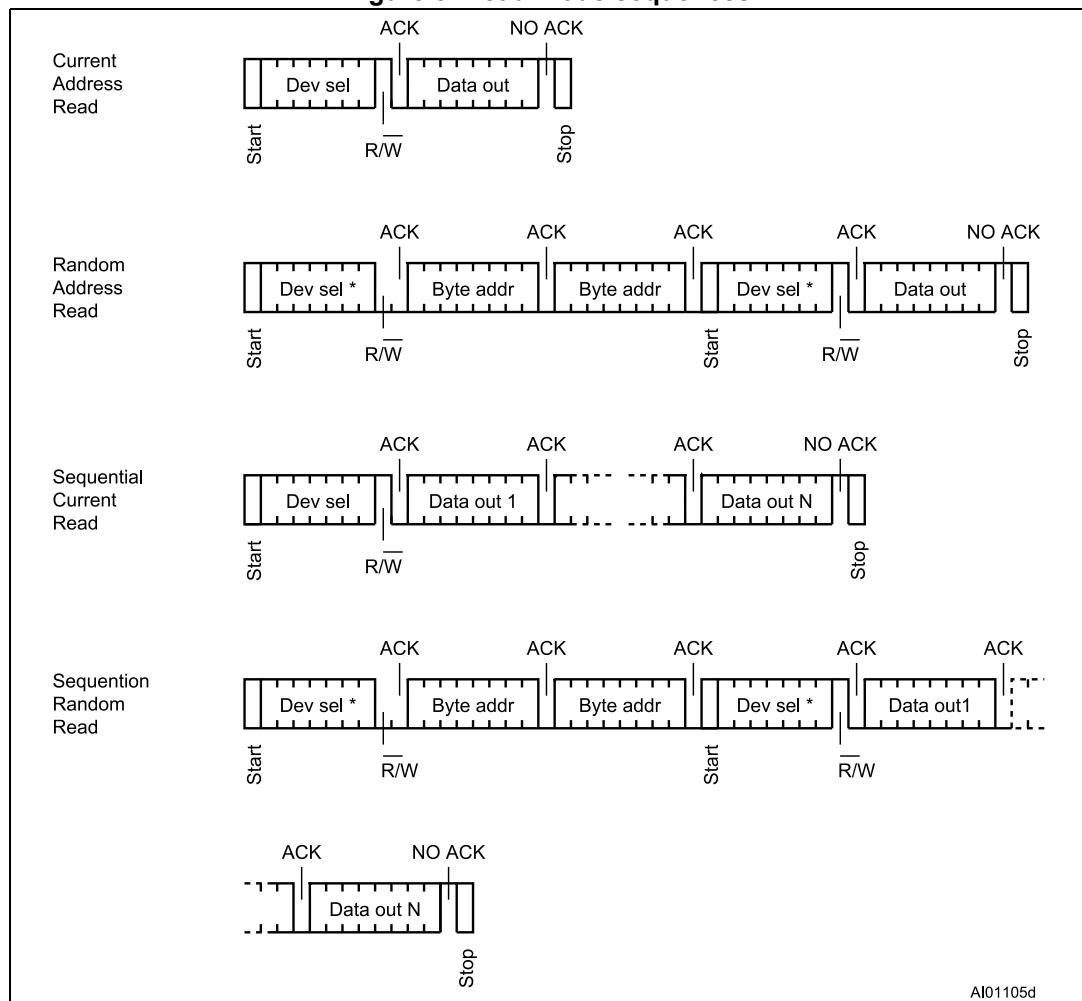 ACK NO ACK
Current
Address
Read
Dev sel Data out
Start R/W̅ Stop
ACK ACK ACK ACK NO ACK
Random
Address
Read
Dev sel * Byte addr Byte addr Dev sel * Data out
Start R/W̅ Start R/W̅ Stop
ACK ACK ACK NO ACK
Sequential
Current
Read
Dev sel Data out 1 Data out N
Start R/W̅ Stop
ACK ACK ACK ACK ACK
Sequention
Random
Read
Dev sel * Byte addr Byte addr Dev sel * Data out1
Start R̅/W Start R̅/W
ACK NO ACK
Data out N
Stop
AI01105d